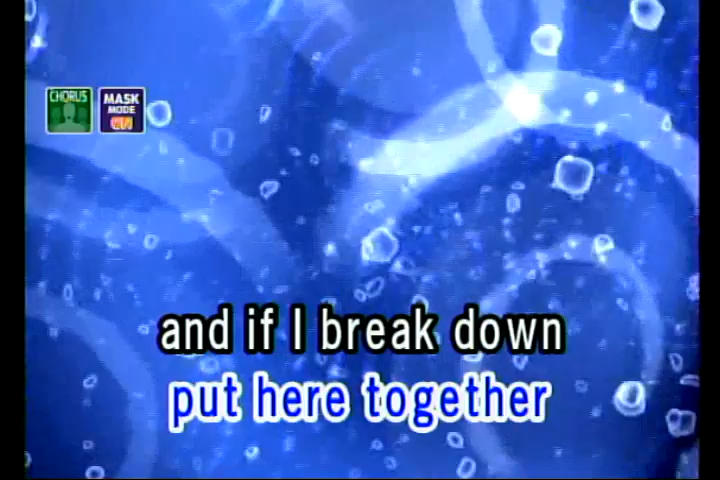 CHORUS
MASK
MODE
and if I break down
put here together